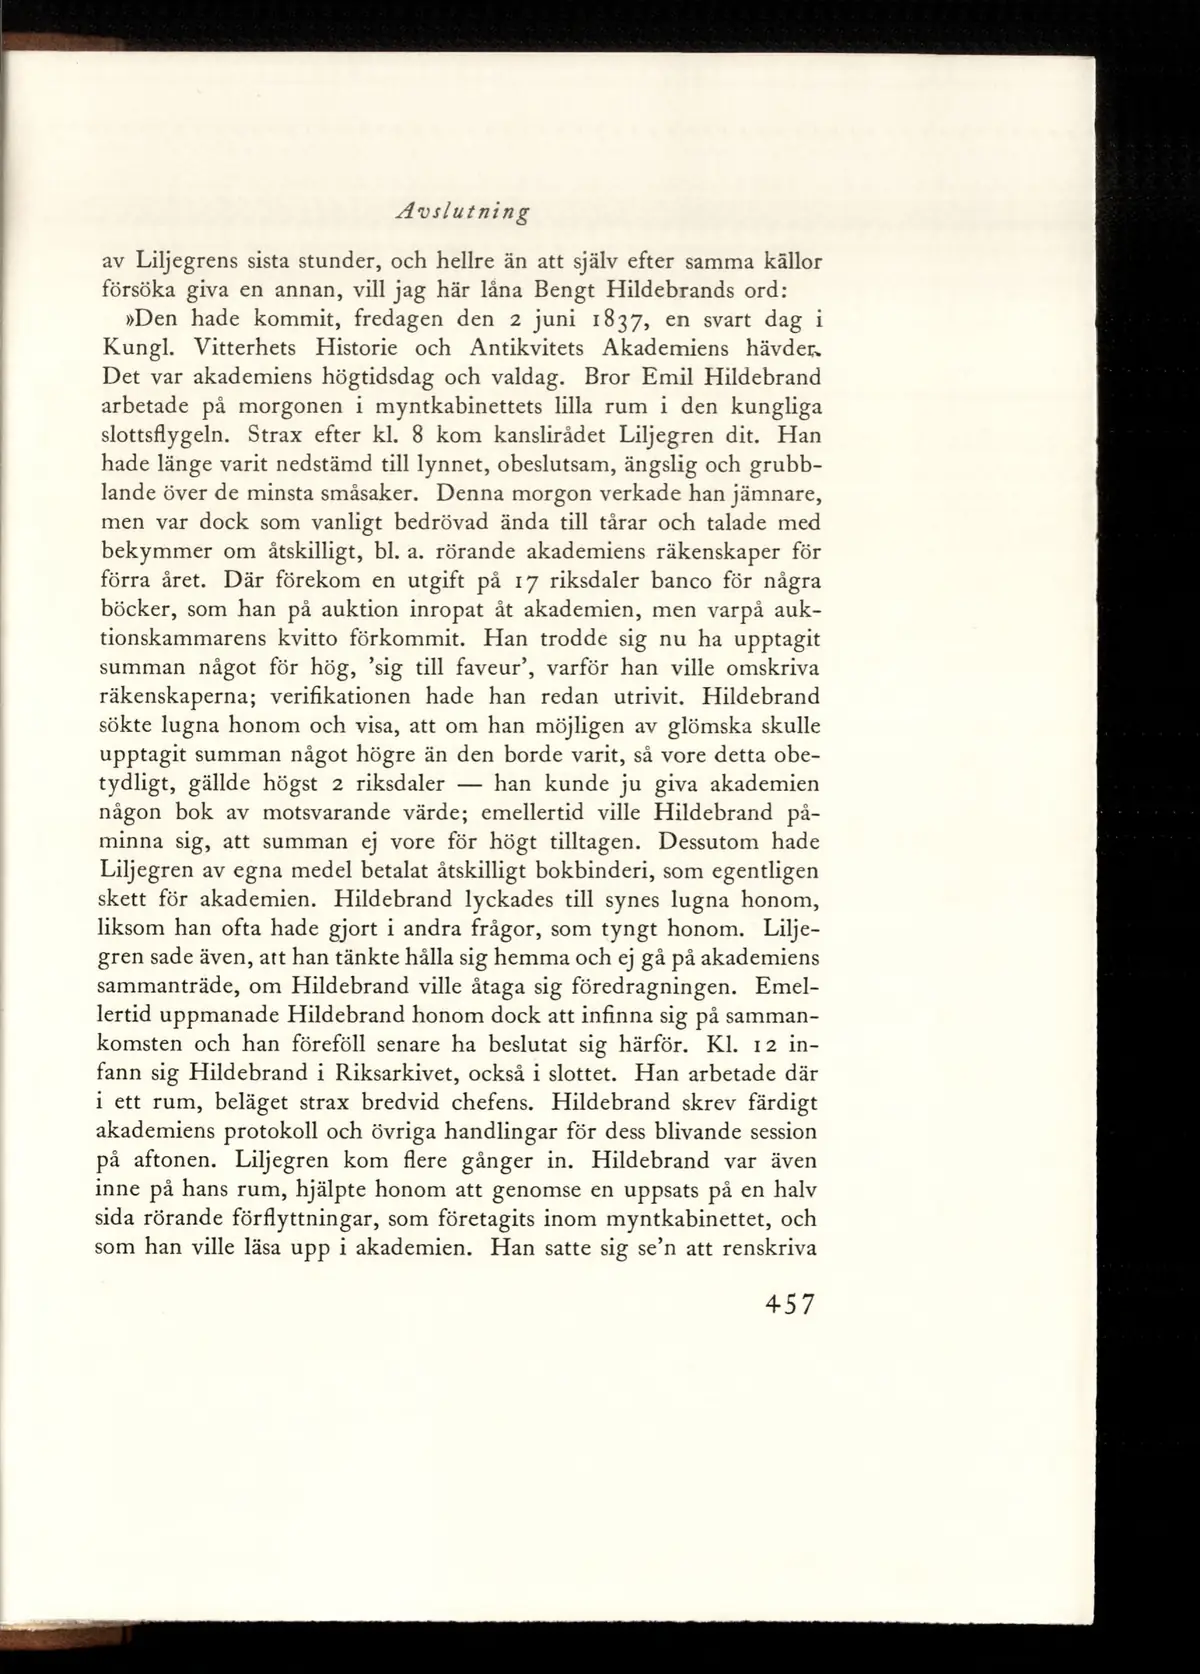 Avslutning
av Liljegrens sista stunder, och hellre än att själv efter samma källor
försöka giva en annan, vill jag här låna Bengt Hildebrands ord:
»Den hade kommit, fredagen den 2 juni 1837, en svart dag i
Kungl. Vitterhets Historie och Antikvitets Akademiens hävder.
Det var akademiens högtidsdag och valdag. Bror Emil Hildebrand
arbetade på morgonen i myntkabinettets lilla rum i den kungliga
slottsflygeln. Strax efter kl. 8 kom kanslirådet Liljegren dit. Han
hade länge varit nedstämd till lynnet, obeslutsam, ängslig och grubb-
lande över de minsta småsaker. Denna morgon verkade han jämnare,
men var dock som vanligt bedrövad ända till tårar och talade med
bekymmer om åtskilligt, bl. a. rörande akademiens räkenskaper för
förra året. Där förekom en utgift på 17 riksdaler banco för några
böcker, som han på auktion inropat åt akademien, men varpå auk-
tionskammarens kvitto förkommit. Han trodde sig nu ha upptagit
summan något för hög, ’sig till faveur’, varför han ville omskriva
räkenskaperna; verifikationen hade han redan utrivit. Hildebrand
sökte lugna honom och visa, att om han möjligen av glömska skulle
upptagit summan något högre än den borde varit, så vore detta obe-
tydligt, gällde högst 2 riksdaler — han kunde ju giva akademien
någon bok av motsvarande värde; emellertid ville Hildebrand på-
minna sig, att summan ej vore för högt tilltagen. Dessutom hade
Liljegren av egna medel betalat åtskilligt bokbinderi, som egentligen
skett för akademien. Hildebrand lyckades till synes lugna honom,
liksom han ofta hade gjort i andra frågor, som tyngt honom. Lilje-
gren sade även, att han tänkte hålla sig hemma och ej gå på akademiens
sammanträde, om Hildebrand ville åtaga sig föredragningen. Emel-
lertid uppmanade Hildebrand honom dock att infinna sig på samman-
komsten och han föreföll senare ha beslutat sig härför. Kl. 12 in-
fann sig Hildebrand i Riksarkivet, också i slottet. Han arbetade där
i ett rum, beläget strax bredvid chefens. Hildebrand skrev färdigt
akademiens protokoll och övriga handlingar för dess blivande session
på aftonen. Liljegren kom flere gånger in. Hildebrand var även
inne på hans rum, hjälpte honom att genomse en uppsats på en halv
sida rörande förflyttningar, som företagits inom myntkabinettet, och
som han ville läsa upp i akademien. Han satte sig se’n att renskriva
457